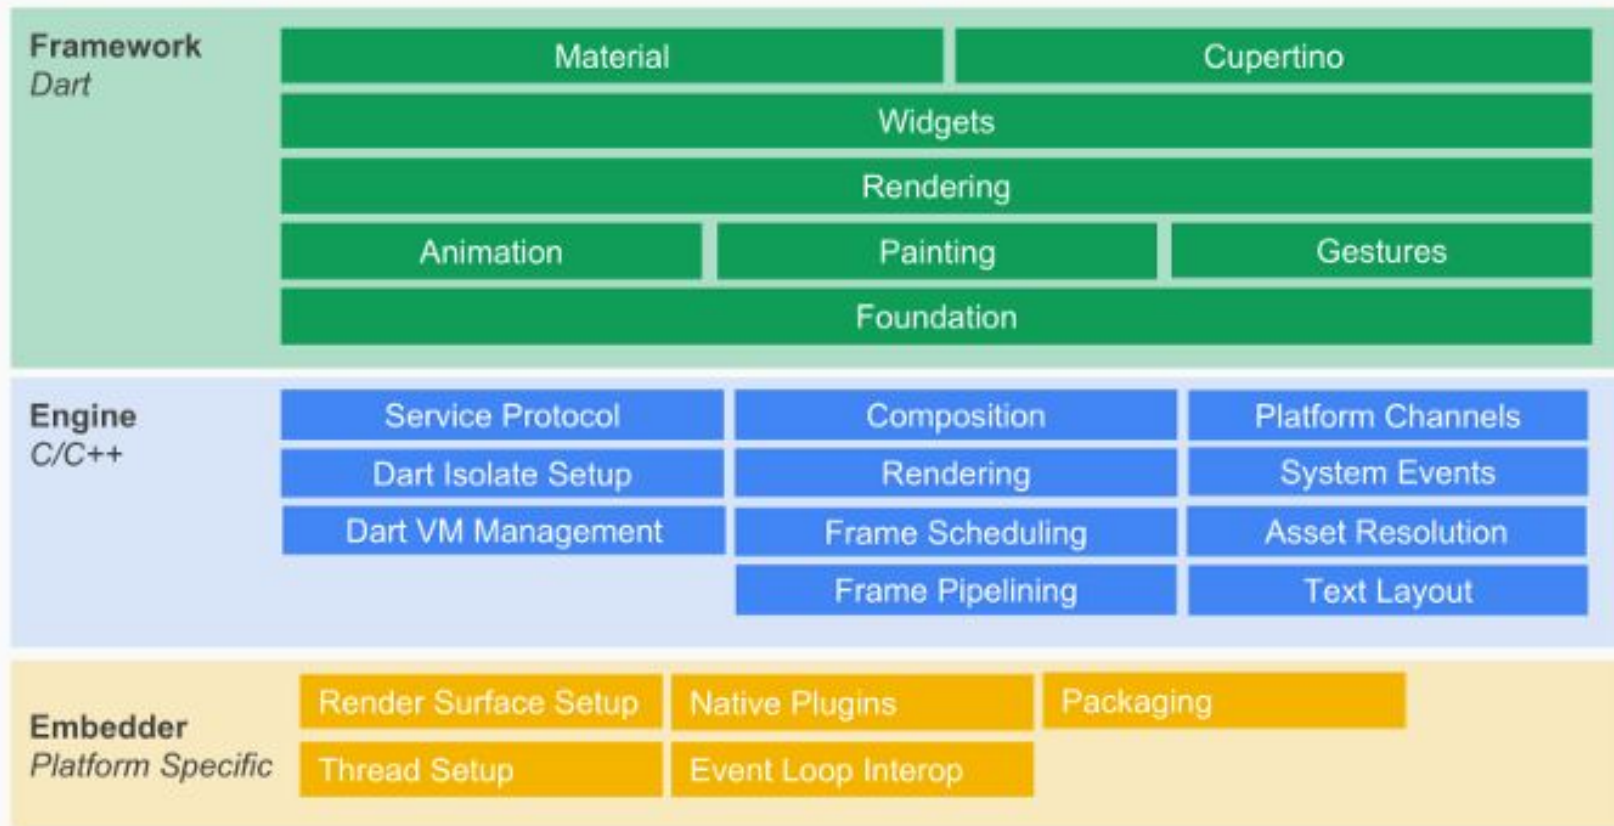 Framework
Dart
Material
Cupertino
Widgets
Rendering
Animation
Painting
Gestures
Foundation
Engine
C/C++
Service Protocol
Composition
Platform Channels
Dart Isolate Setup
Rendering
System Events
Dart VM Management
Frame Scheduling
Asset Resolution
Frame Pipelining
Text Layout
Embedder
Platform Specific
Render Surface Setup
Native Plugins
Packaging
Thread Setup
Event Loop Interop